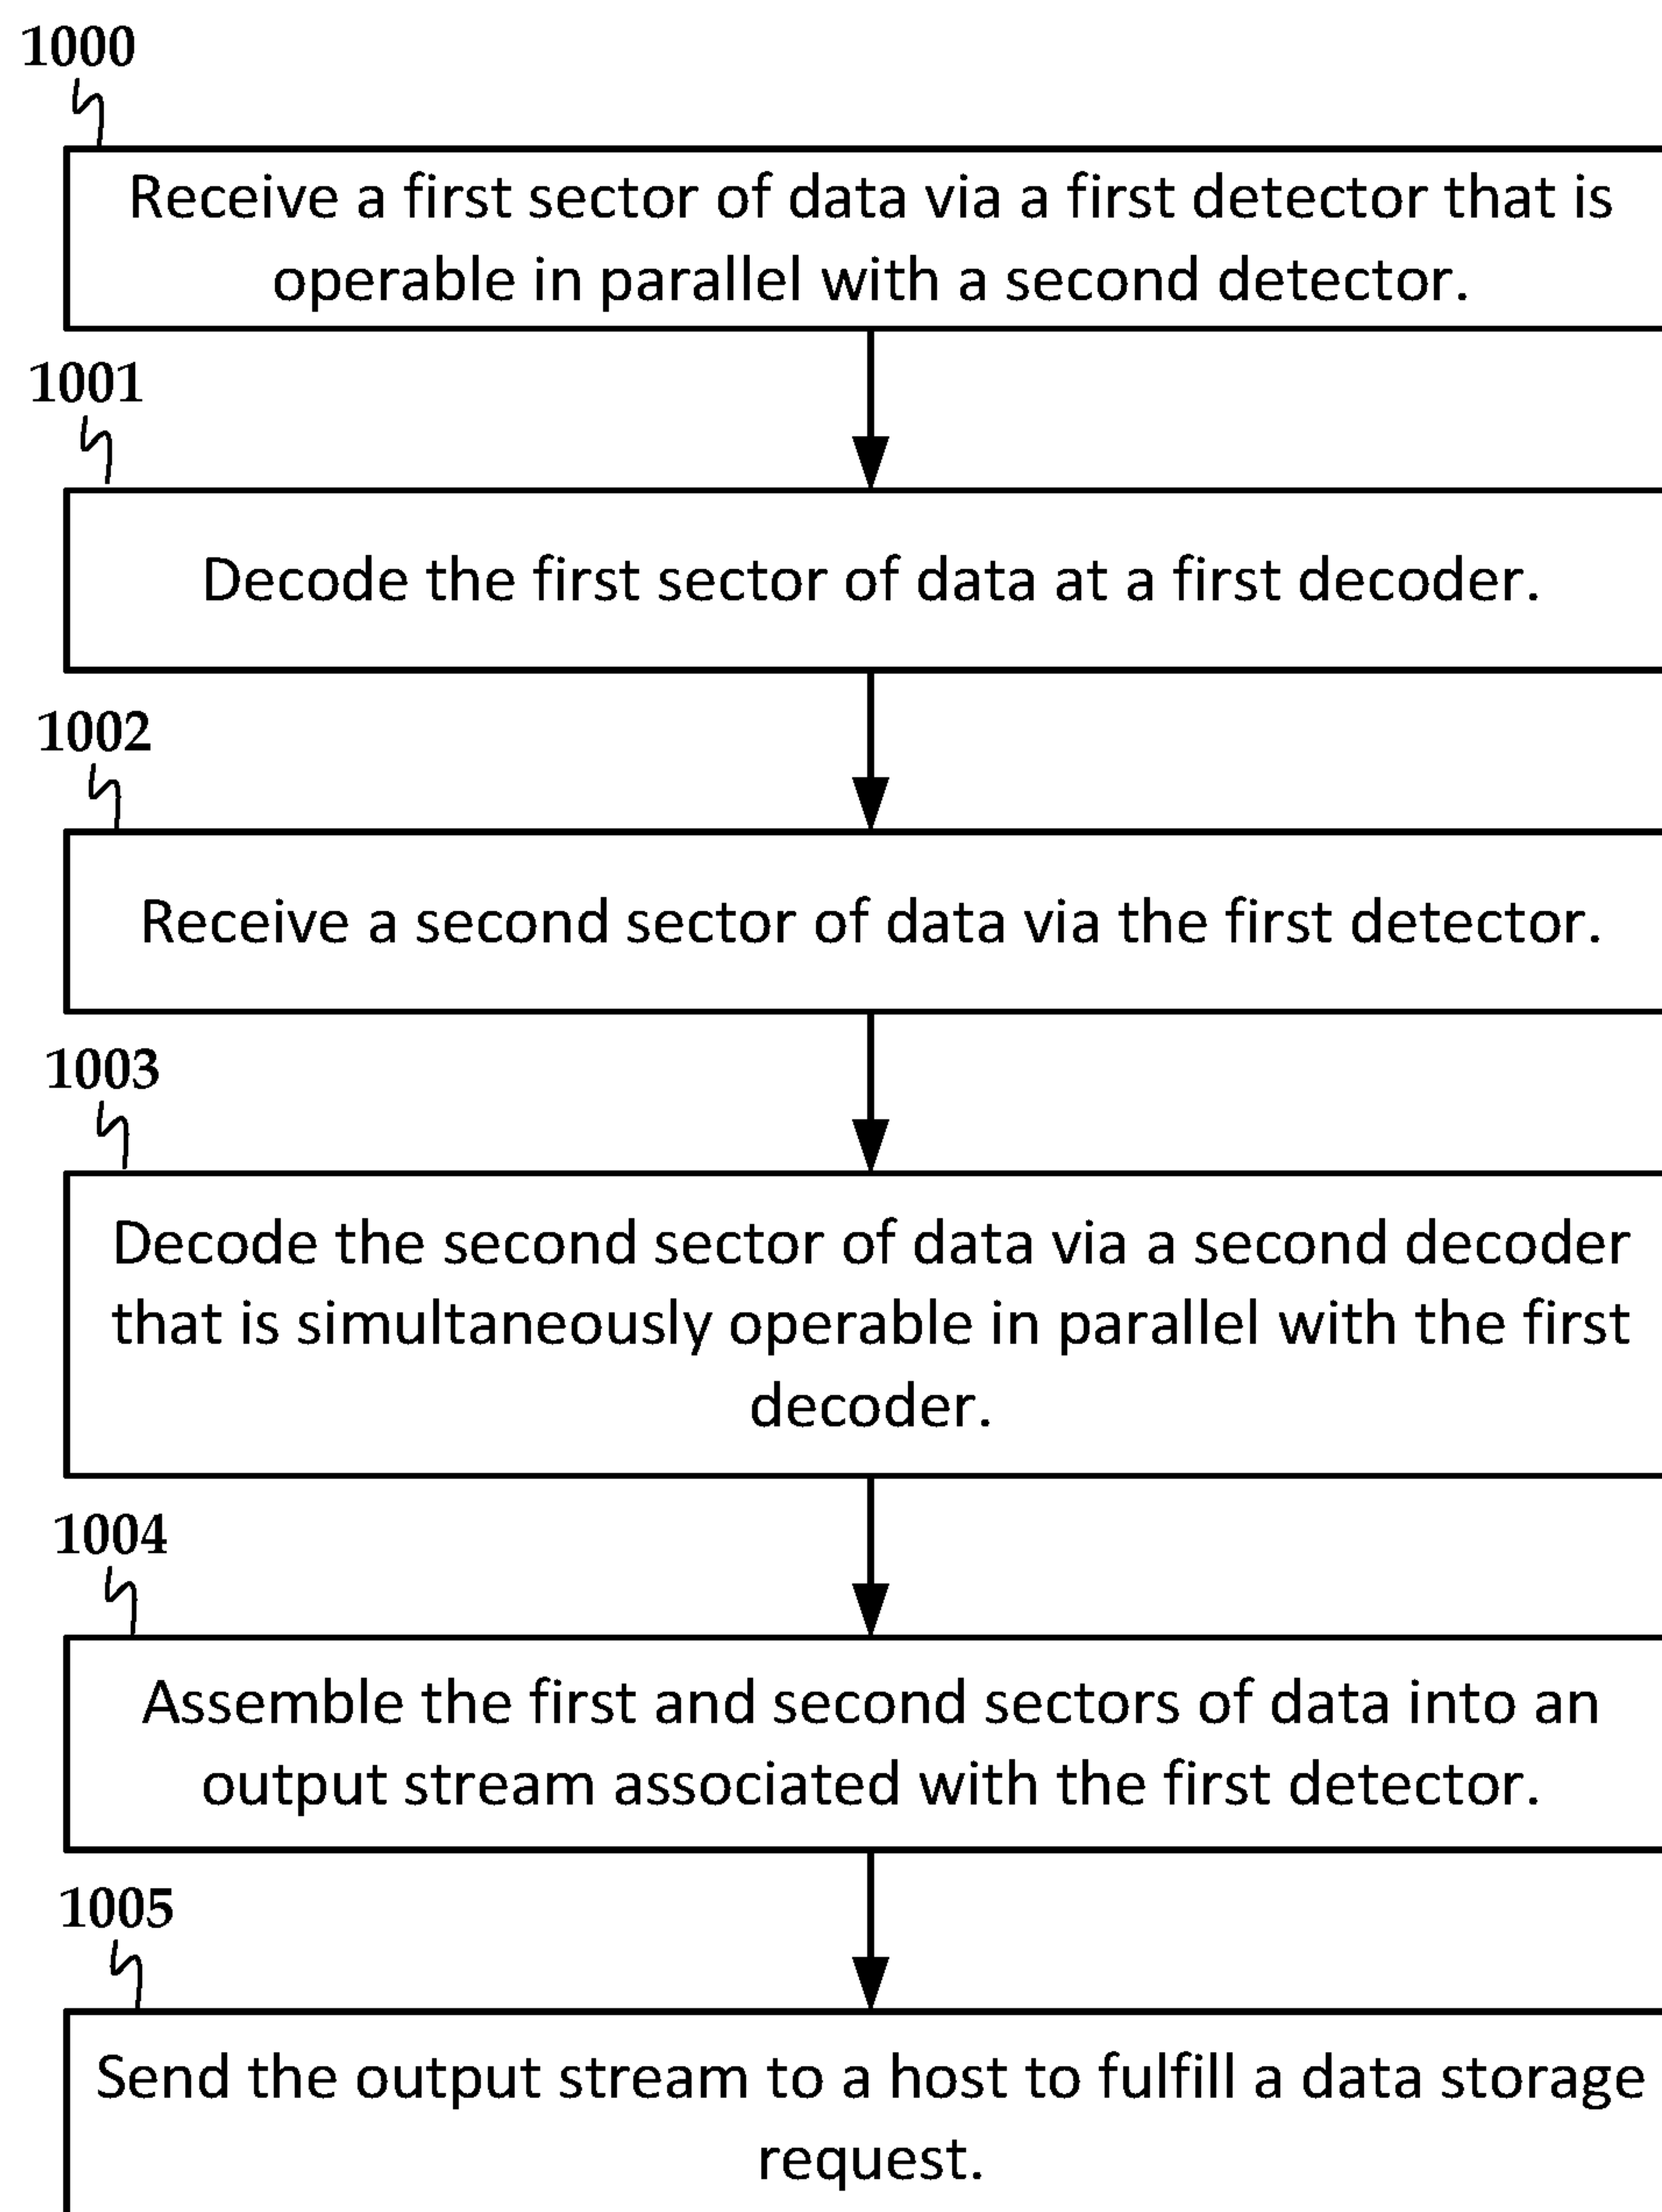 1000
Receive a first sector of data via a first detector that is
operable in parallel with a second detector.
1001
Decode the first sector of data at a first decoder.
1002
Receive a second sector of data via the first detector.
1003
Decode the second sector of data via a second decoder
that is simultaneously operable in parallel with the first
decoder.
1004
Assemble the first and second sectors of data into an
output stream associated with the first detector.
1005
Send the output stream to a host to fulfill a data storage
request.